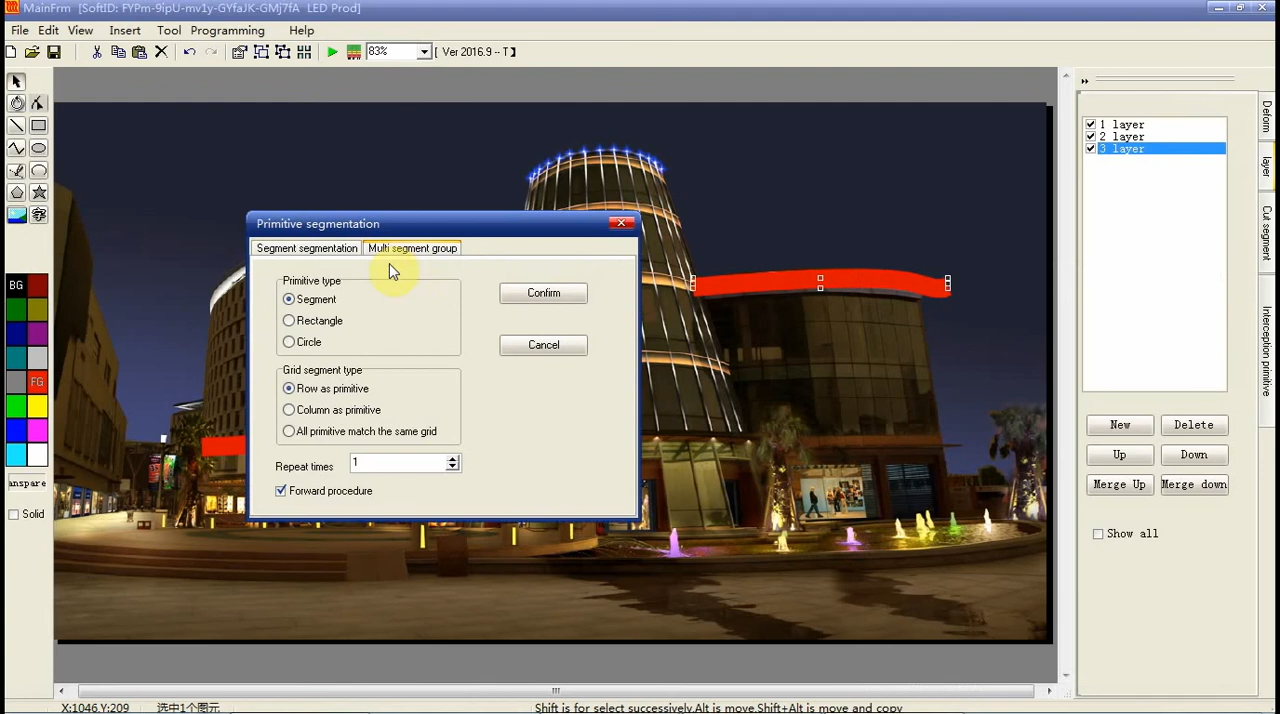 MainFrm [SoftID: FYPm-9ipU-mv1y-GYfaJK-GMj7fA LED Prod]
File Edit View Insert Tool Programming Help
83% [ Ver 2016.9 -- T ]
Deform
layer
Cut segment
Interception primitive
1 layer
2 layer
3 layer
Primitive segmentation
Segment segmentation Multi segment group
Primitive type
Segment
Rectangle
Circle
Confirm
Cancel
Grid segment type
Row as primitive
Column as primitive
All primitive match the same grid
Repeat times 1
Forward procedure
BG
FG
anspare
Solid
New Delete
Up Down
Merge Up Merge down
Show all
X:1046,Y:209 选中1个图元 Shift is for select successively,Alt is move,Shift+Alt is move and copy